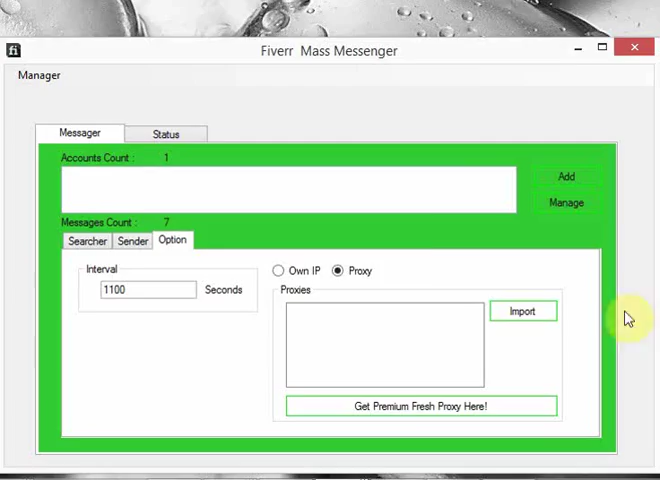 fi
Fiverr Mass Messenger
Manager
Messager Status
Accounts Count : 1
Add
Manage
Messages Count : 7
Searcher Sender Option
Interval
1100 Seconds
Own IP Proxy
Proxies
Import
Get Premium Fresh Proxy Here!